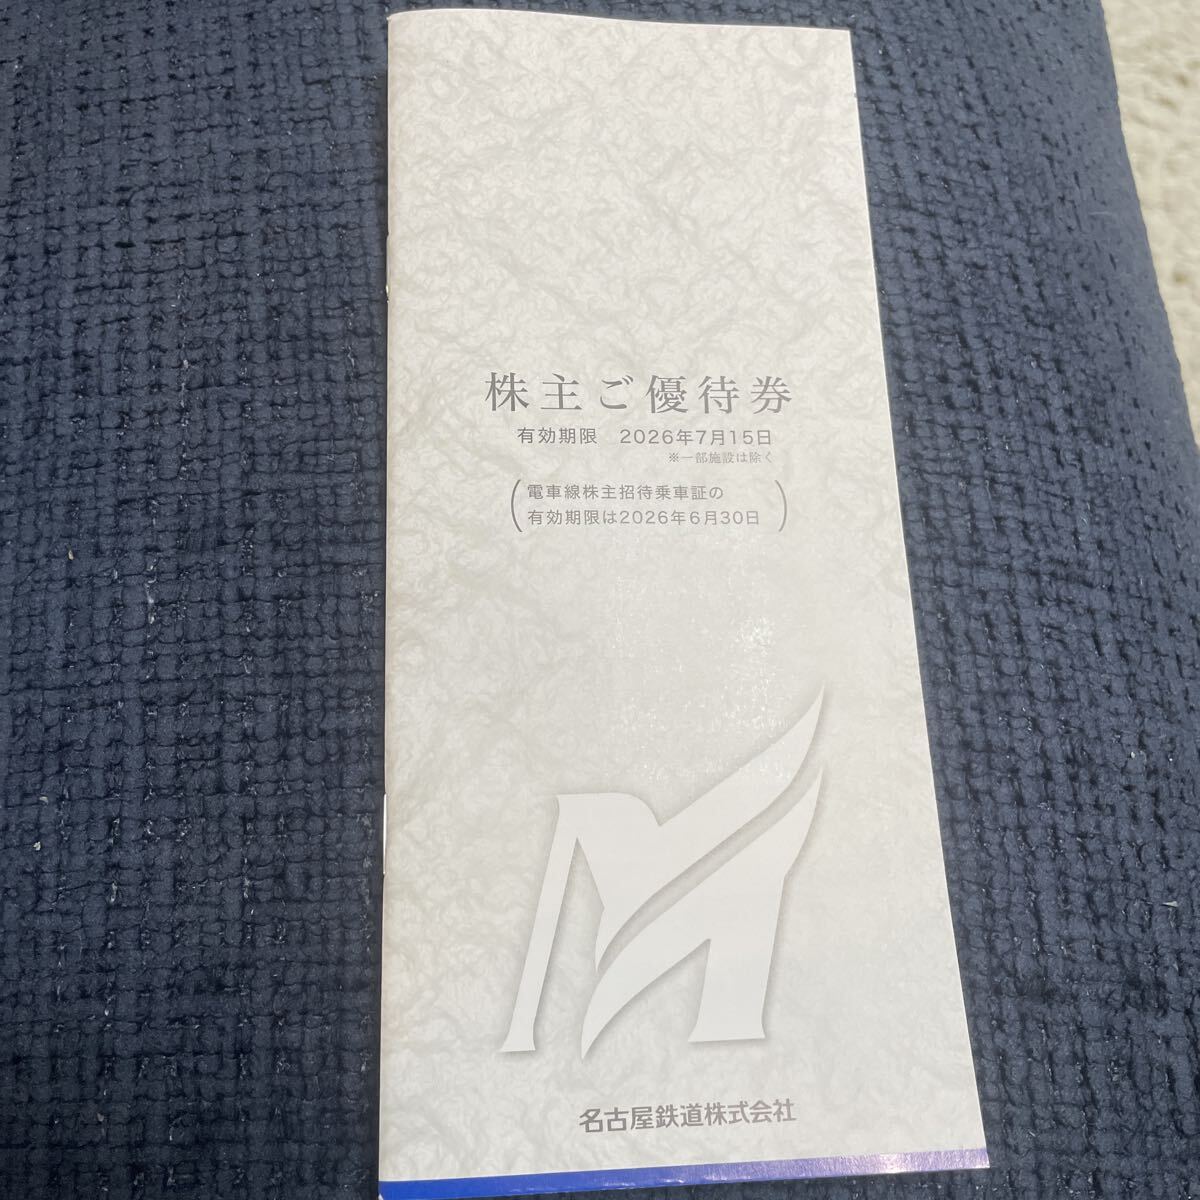 株主ご優待券
有効期限　2026年7月15日
※一部施設は除く
電車線株主招待乗車証の
有効期限は2026年6月30日
名古屋鉄道株式会社